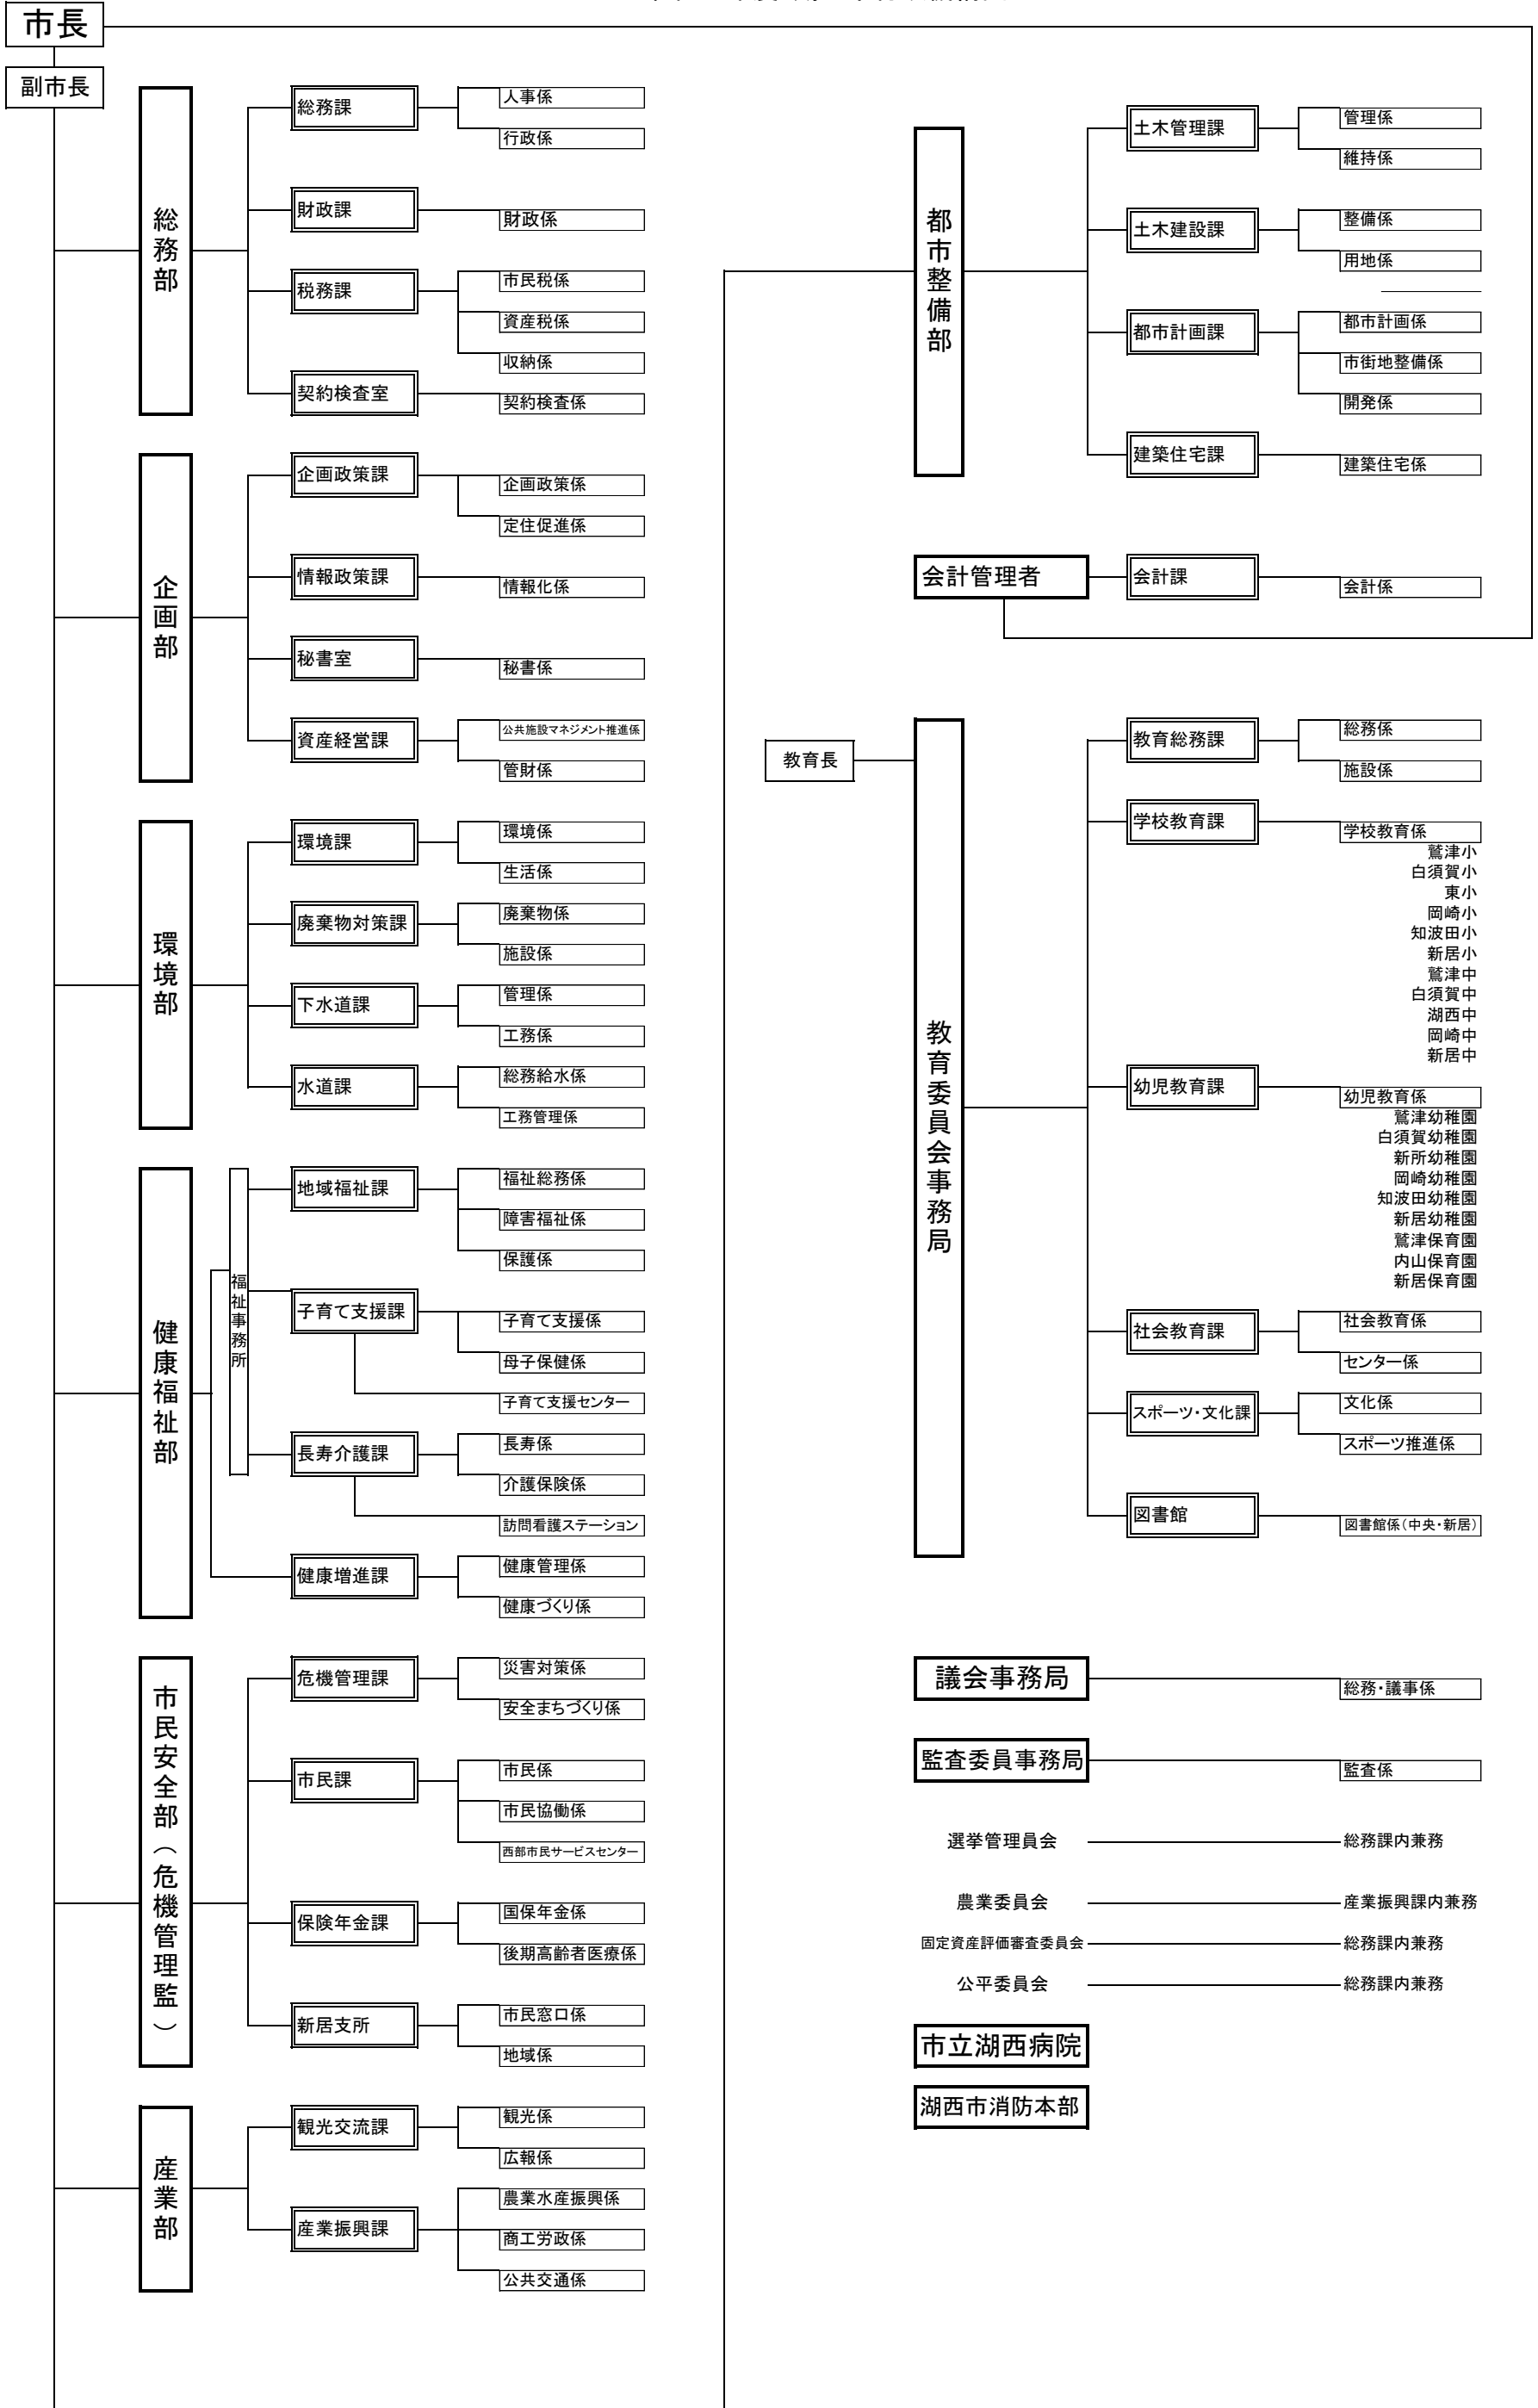 市長
副市長
総務部
総務課
人事係
行政係
財政課
財政係
税務課
市民税係
資産税係
収納係
契約検査室
契約検査係
企画部
企画政策課
企画政策係
定住促進係
情報政策課
情報化係
秘書室
秘書係
資産経営課
公共施設マネジメント推進係
管財係
環境部
環境課
環境係
生活係
廃棄物対策課
廃棄物係
施設係
下水道課
管理係
工務係
水道課
総務給水係
工務管理係
健康福祉部
福祉事務所
地域福祉課
福祉総務係
障害福祉係
保護係
子育て支援課
子育て支援係
母子保健係
子育て支援センター
長寿介護課
長寿係
介護保険係
訪問看護ステーション
健康増進課
健康管理係
健康づくり係
市民安全部（危機管理監）
危機管理課
災害対策係
安全まちづくり係
市民課
市民係
市民協働係
西部市民サービスセンター
保険年金課
国保年金係
後期高齢者医療係
新居支所
市民窓口係
地域係
産業部
観光交流課
観光係
広報係
産業振興課
農業水産振興係
商工労政係
公共交通係
都市整備部
土木管理課
管理係
維持係
土木建設課
整備係
用地係
都市計画課
都市計画係
市街地整備係
開発係
建築住宅課
建築住宅係
会計管理者
会計課
会計係
教育長
教育委員会事務局
教育総務課
総務係
施設係
学校教育課
学校教育係
鷲津小
白須賀小
東小
岡崎小
知波田小
新居小
鷲津中
白須賀中
湖西中
岡崎中
新居中
幼児教育課
幼児教育係
鷲津幼稚園
白須賀幼稚園
新所幼稚園
岡崎幼稚園
知波田幼稚園
新居幼稚園
鷲津保育園
内山保育園
新居保育園
社会教育課
社会教育係
センター係
スポーツ・文化課
文化係
スポーツ推進係
図書館
図書館係（中央・新居）
議会事務局
総務・議事係
監査委員事務局
監査係
選挙管理員会
総務課内兼務
農業委員会
産業振興課内兼務
固定資産評価審査委員会
総務課内兼務
公平委員会
総務課内兼務
市立湖西病院
湖西市消防本部